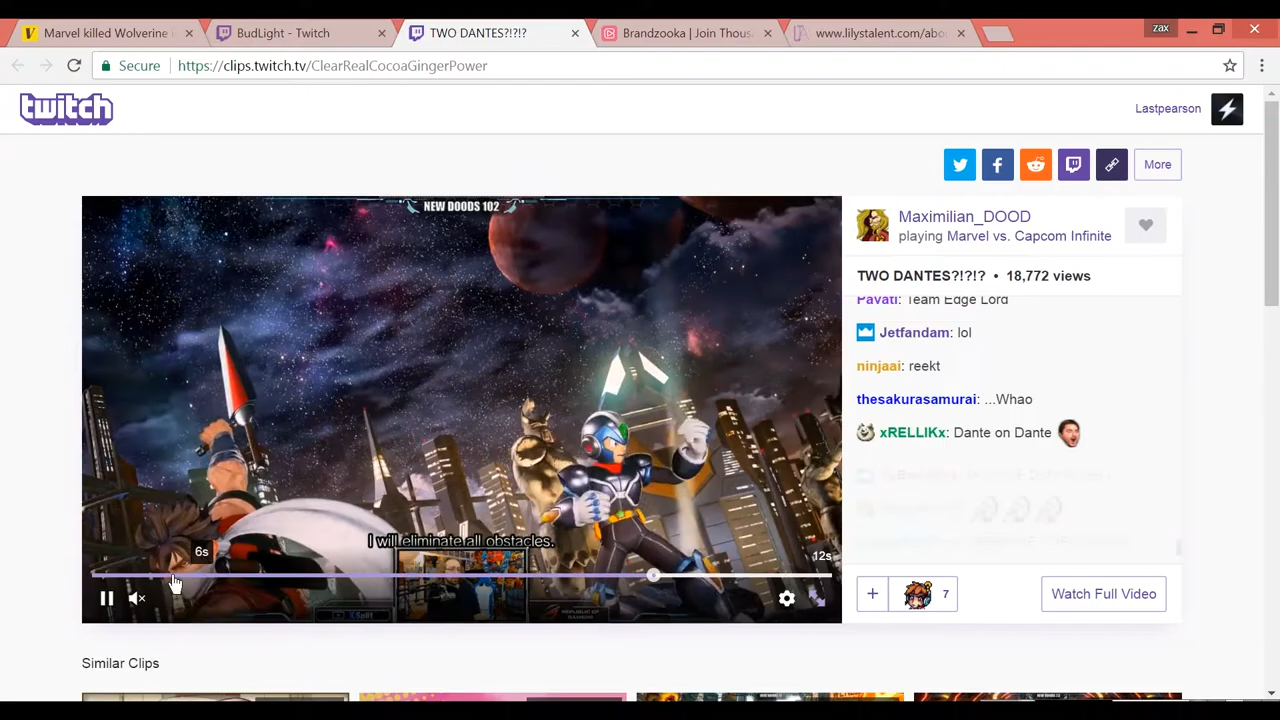 Marvel killed Wolverine
BudLight - Twitch
TWO DANTES?!?!?
Brandzooka | Join Thous
www.lilystalent.com/abo
zax
Secure
https://clips.twitch.tv/ClearRealCocoaGingerPower
twitch
Lastpearson
More
NEW DOODS 102
Maximilian_DOOD
playing Marvel vs. Capcom Infinite
TWO DANTES?!?!? • 18,772 views
Pavati: Team Edge Lord
Jetfandam: lol
ninjaai: reekt
thesakurasamurai: ...Whao
xRELLIKx: Dante on Dante
I will eliminate all obstacles.
6s
12s
7
Watch Full Video
Similar Clips